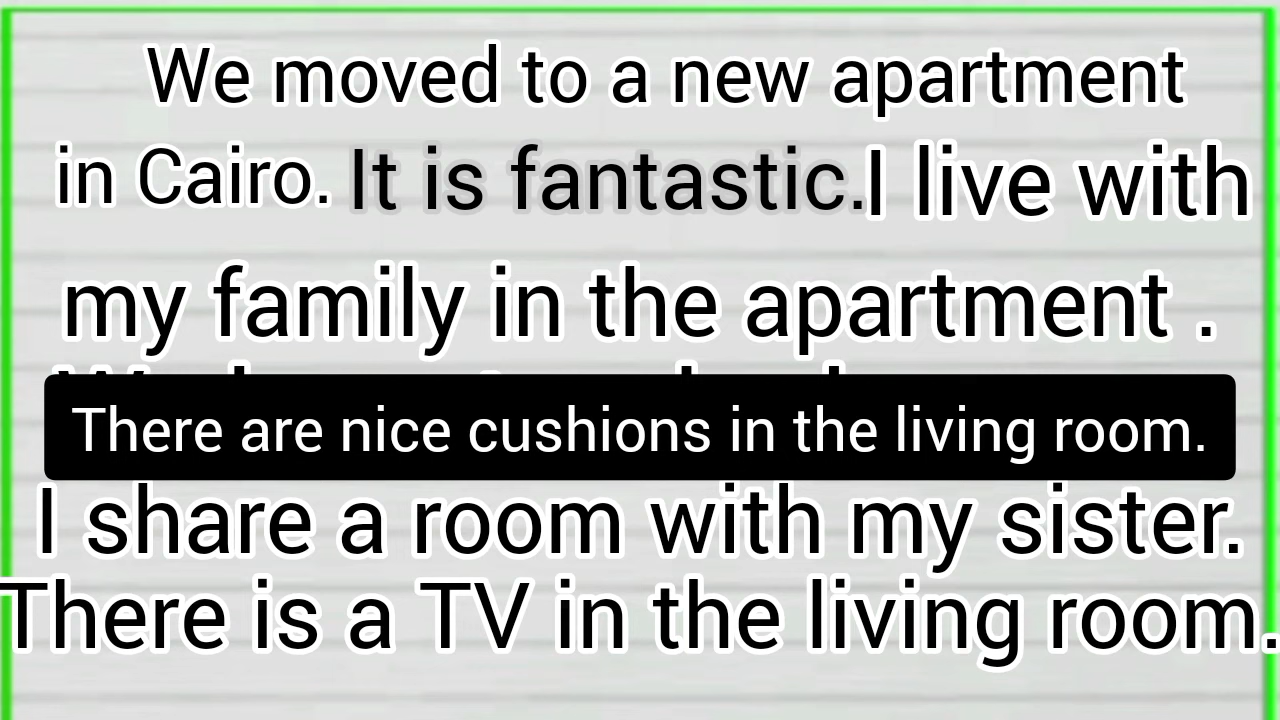 We moved to a new apartment
in Cairo. It is fantastic. I live with
my family in the apartment .
There are nice cushions in the living room.
I share a room with my sister.
There is a TV in the living room.